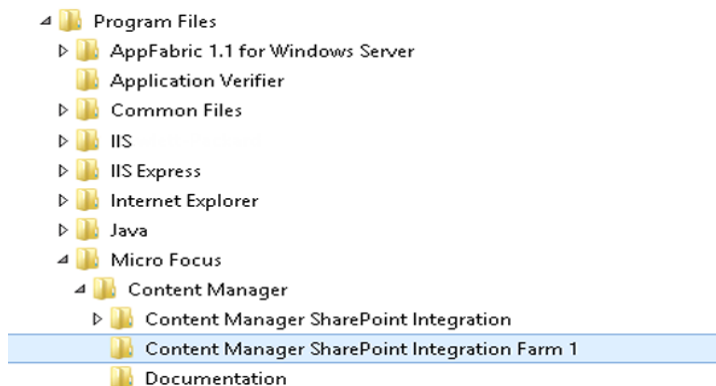 Program Files
AppFabric 1.1 for Windows Server
Application Verifier
Common Files
IIS
IIS Express
Internet Explorer
Java
Micro Focus
Content Manager
Content Manager SharePoint Integration
Content Manager SharePoint Integration Farm 1
Documentation